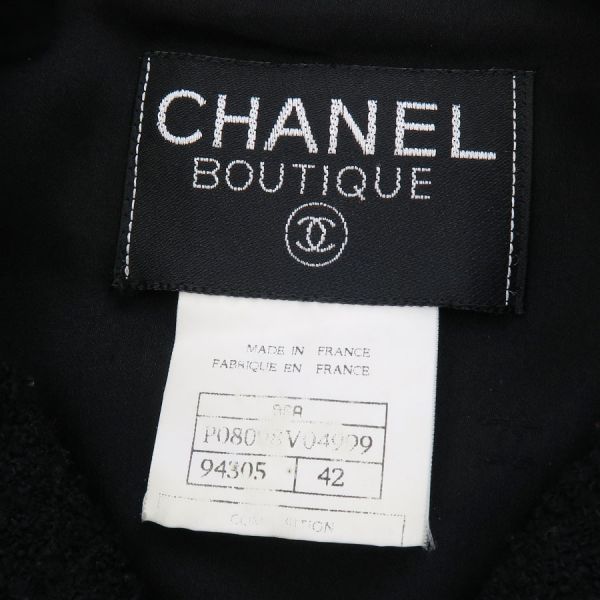 CHANEL
BOUTIQUE
MADE IN FRANCE
FABRIQUE EN FRANCE
94305 42